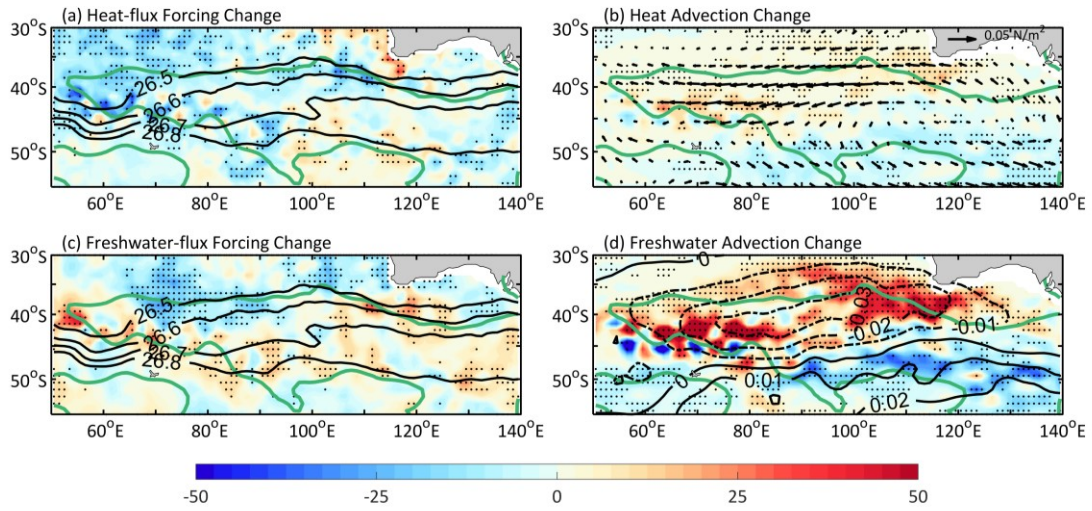 (a) Heat-flux Forcing Change
(b) Heat Advection Change
30°S
40°S
50°S
26.5
26.6
26.7
26.8
60°E 80°E 100°E 120°E 140°E
30°S
40°S
50°S
0.05 N/m²
60°E 80°E 100°E 120°E 140°E
(c) Freshwater-flux Forcing Change
(d) Freshwater Advection Change
30°S
40°S
50°S
26.5
26.6
26.7
26.8
60°E 80°E 100°E 120°E 140°E
30°S
40°S
50°S
0
-0.03
-0.02
-0.01
0
0.01
0.02
60°E 80°E 100°E 120°E 140°E
-50 -25 0 25 50